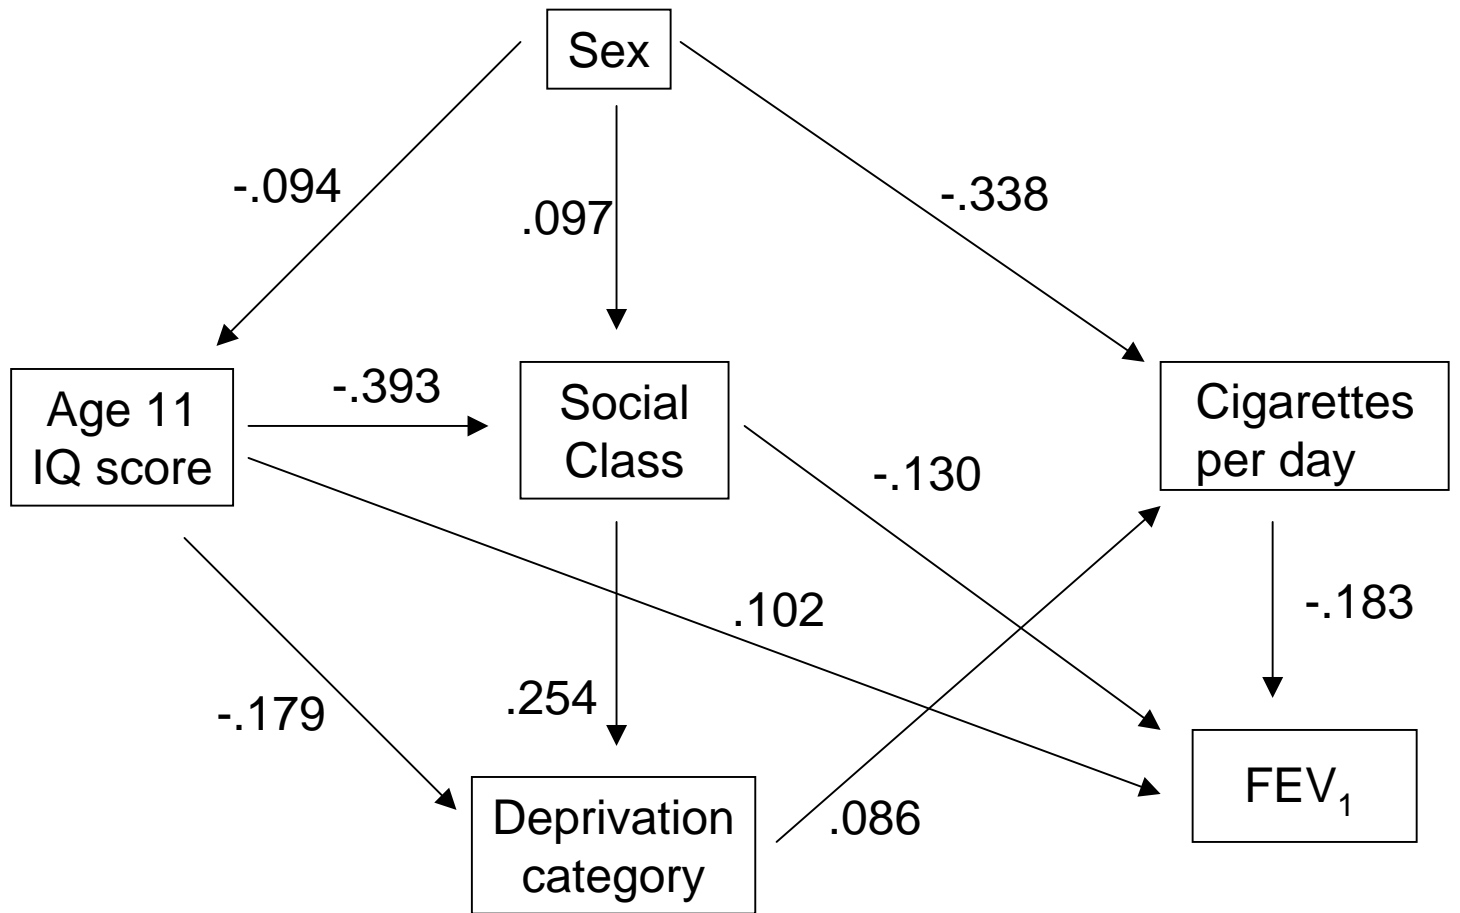 Sex
-.094
.097
-.338
Age 11
IQ score
-.393
Social
Class
Cigarettes
per day
-.130
.102
-.183
-.179
.254
.086
Deprivation
category
FEV₁